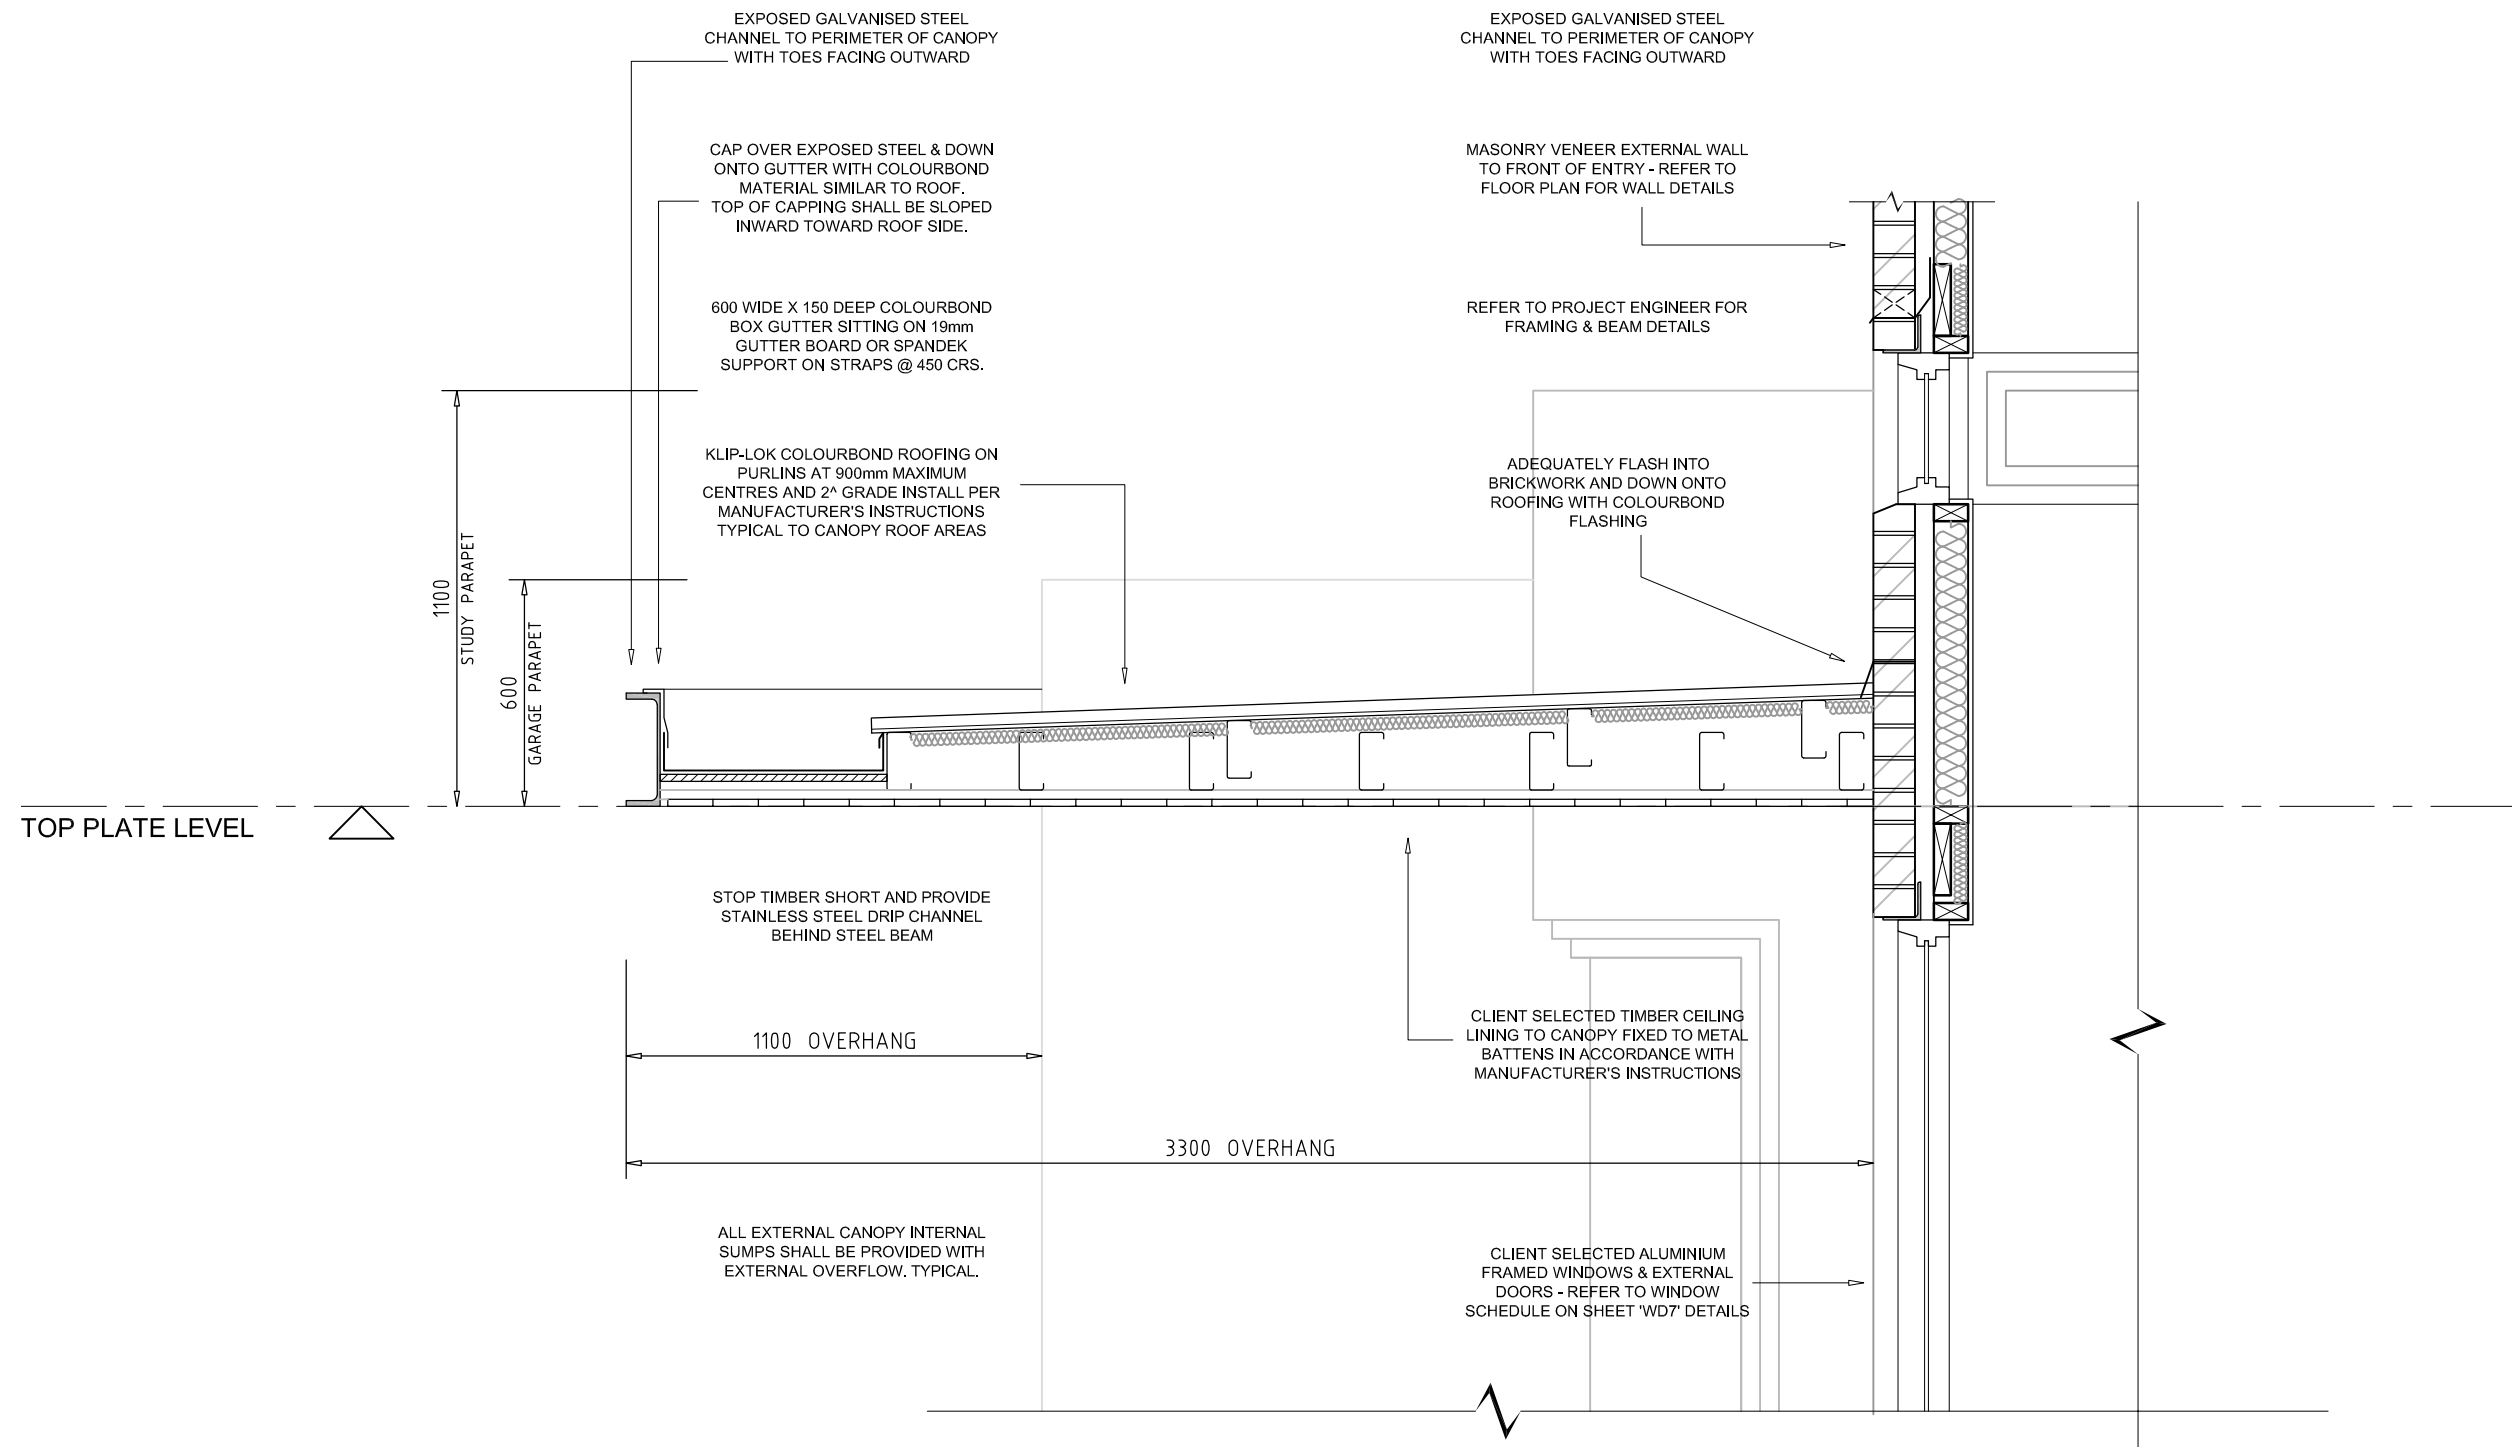 EXPOSED GALVANISED STEEL
CHANNEL TO PERIMETER OF CANOPY
WITH TOES FACING OUTWARD
CAP OVER EXPOSED STEEL & DOWN
ONTO GUTTER WITH COLOURBOND
MATERIAL SIMILAR TO ROOF.
TOP OF CAPPING SHALL BE SLOPED
INWARD TOWARD ROOF SIDE.
600 WIDE X 150 DEEP COLOURBOND
BOX GUTTER SITTING ON 19mm
GUTTER BOARD OR SPANDEK
SUPPORT ON STRAPS @ 450 CRS.
KLIP-LOK COLOURBOND ROOFING ON
PURLINS AT 900mm MAXIMUM
CENTRES AND 2^ GRADE INSTALL PER
MANUFACTURER'S INSTRUCTIONS
TYPICAL TO CANOPY ROOF AREAS
EXPOSED GALVANISED STEEL
CHANNEL TO PERIMETER OF CANOPY
WITH TOES FACING OUTWARD
MASONRY VENEER EXTERNAL WALL
TO FRONT OF ENTRY - REFER TO
FLOOR PLAN FOR WALL DETAILS
REFER TO PROJECT ENGINEER FOR
FRAMING & BEAM DETAILS
ADEQUATELY FLASH INTO
BRICKWORK AND DOWN ONTO
ROOFING WITH COLOURBOND
FLASHING
1100
STUDY PARAPET
600
GARAGE PARAPET
TOP PLATE LEVEL
STOP TIMBER SHORT AND PROVIDE
STAINLESS STEEL DRIP CHANNEL
BEHIND STEEL BEAM
1100 OVERHANG
CLIENT SELECTED TIMBER CEILING
LINING TO CANOPY FIXED TO METAL
BATTENS IN ACCORDANCE WITH
MANUFACTURER'S INSTRUCTIONS
3300 OVERHANG
ALL EXTERNAL CANOPY INTERNAL
SUMPS SHALL BE PROVIDED WITH
EXTERNAL OVERFLOW. TYPICAL.
CLIENT SELECTED ALUMINIUM
FRAMED WINDOWS & EXTERNAL
DOORS - REFER TO WINDOW
SCHEDULE ON SHEET 'WD7' DETAILS